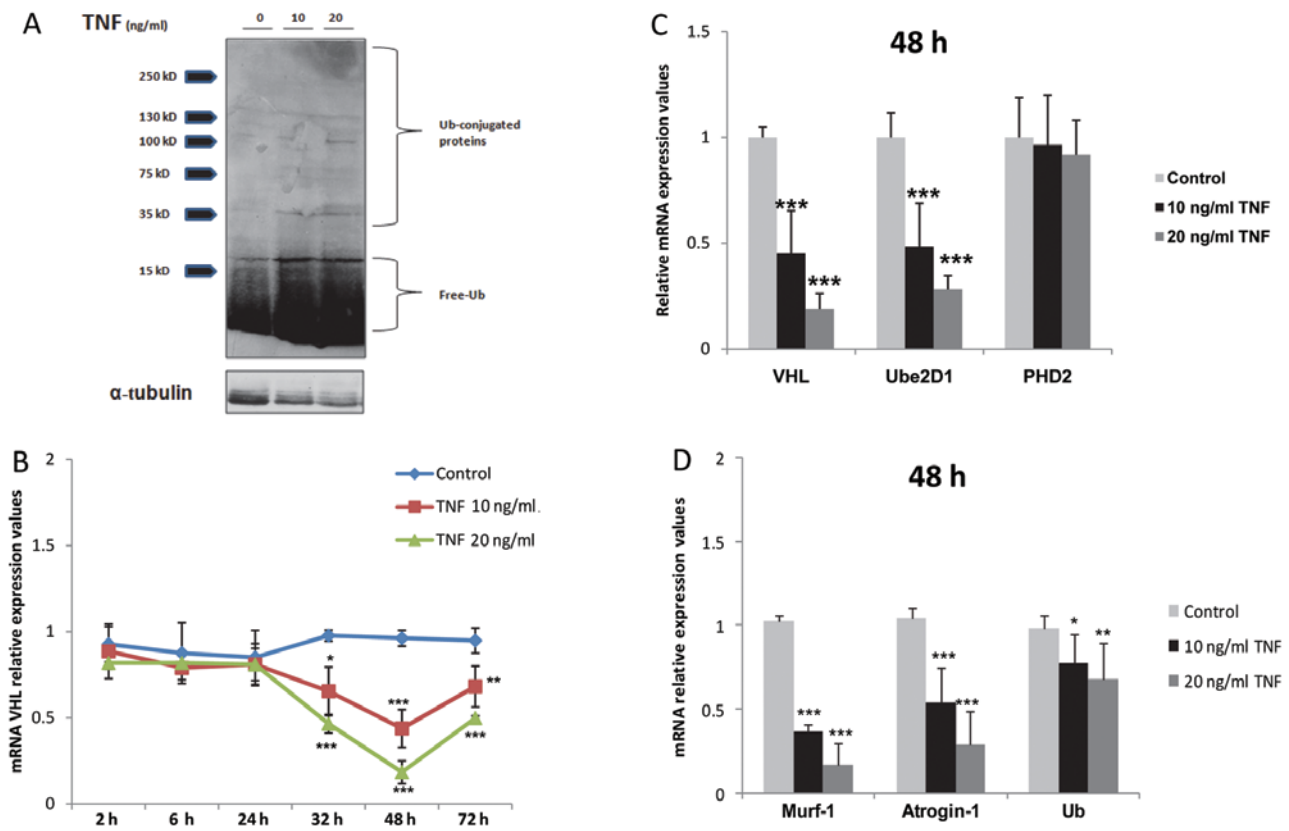 A
TNF (ng/ml)
0 10 20
250 kD
130 kD
100 kD
75 kD
35 kD
15 kD
Ub-conjugated
proteins
Free-Ub
α-tubulin
B
2
1.5
1
0.5
0
mRNA VHL relative expression values
Control
TNF 10 ng/ml.
TNF 20 ng/ml
*
***
***
***
**
***
2 h 6 h 24 h 32 h 48 h 72 h
C
48 h
1.5
1
0.5
0
Relative mRNA expression values
*** *** *** ***
VHL Ube2D1 PHD2
Control
10 ng/ml TNF
20 ng/ml TNF
D
48 h
2
1.5
1
0.5
0
mRNA relative expression values
*** *** *** *** * **
Murf-1 Atrogin-1 Ub
Control
10 ng/ml TNF
20 ng/ml TNF